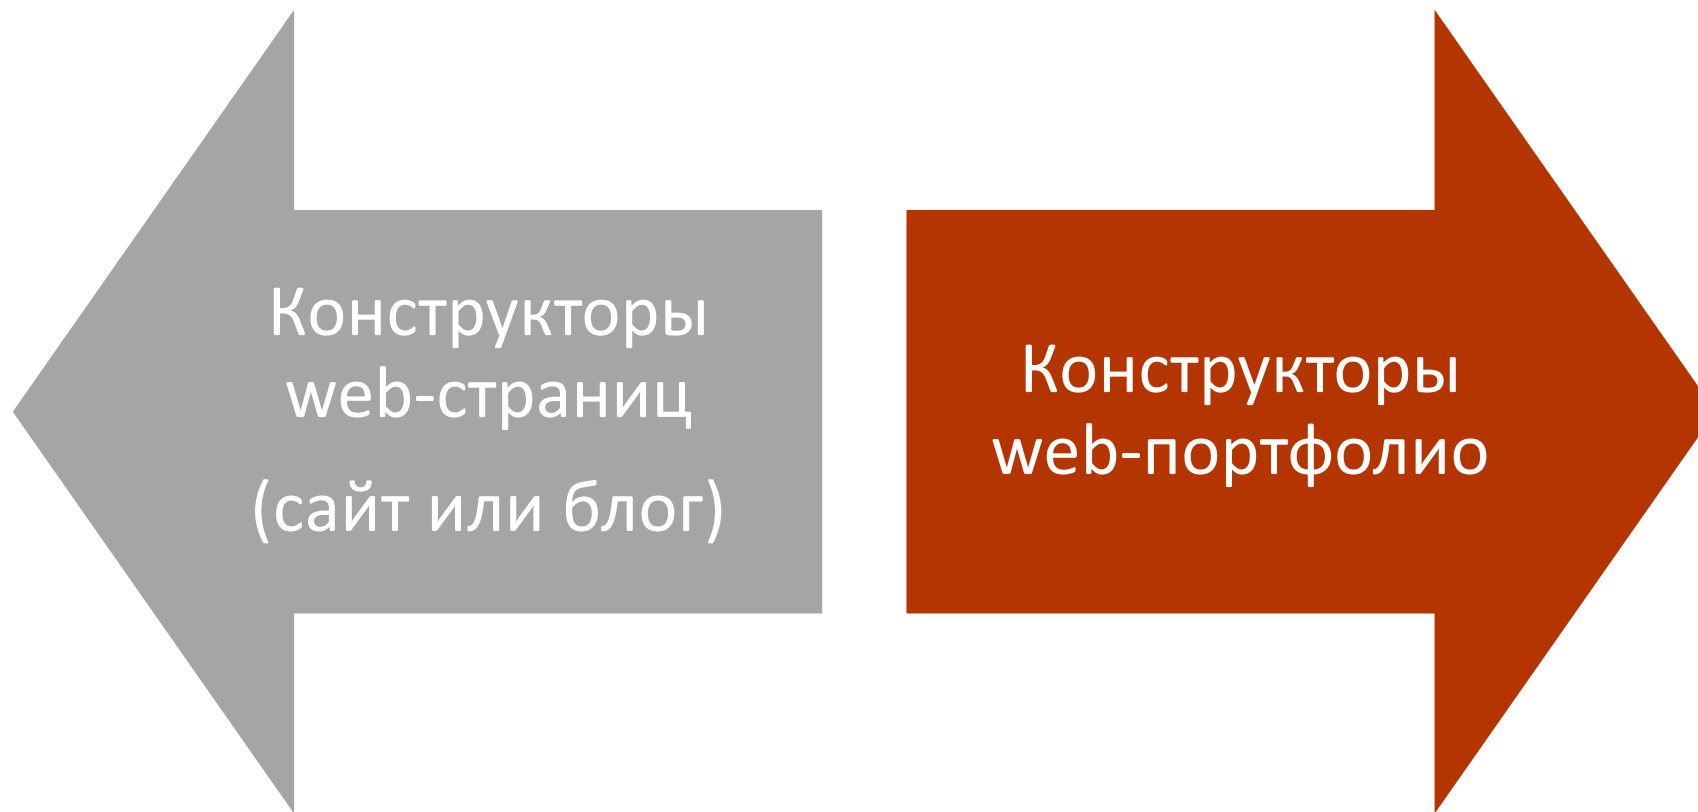 Конструкторы
web-страниц
(сайт или блог)
Конструкторы
web-портфолио